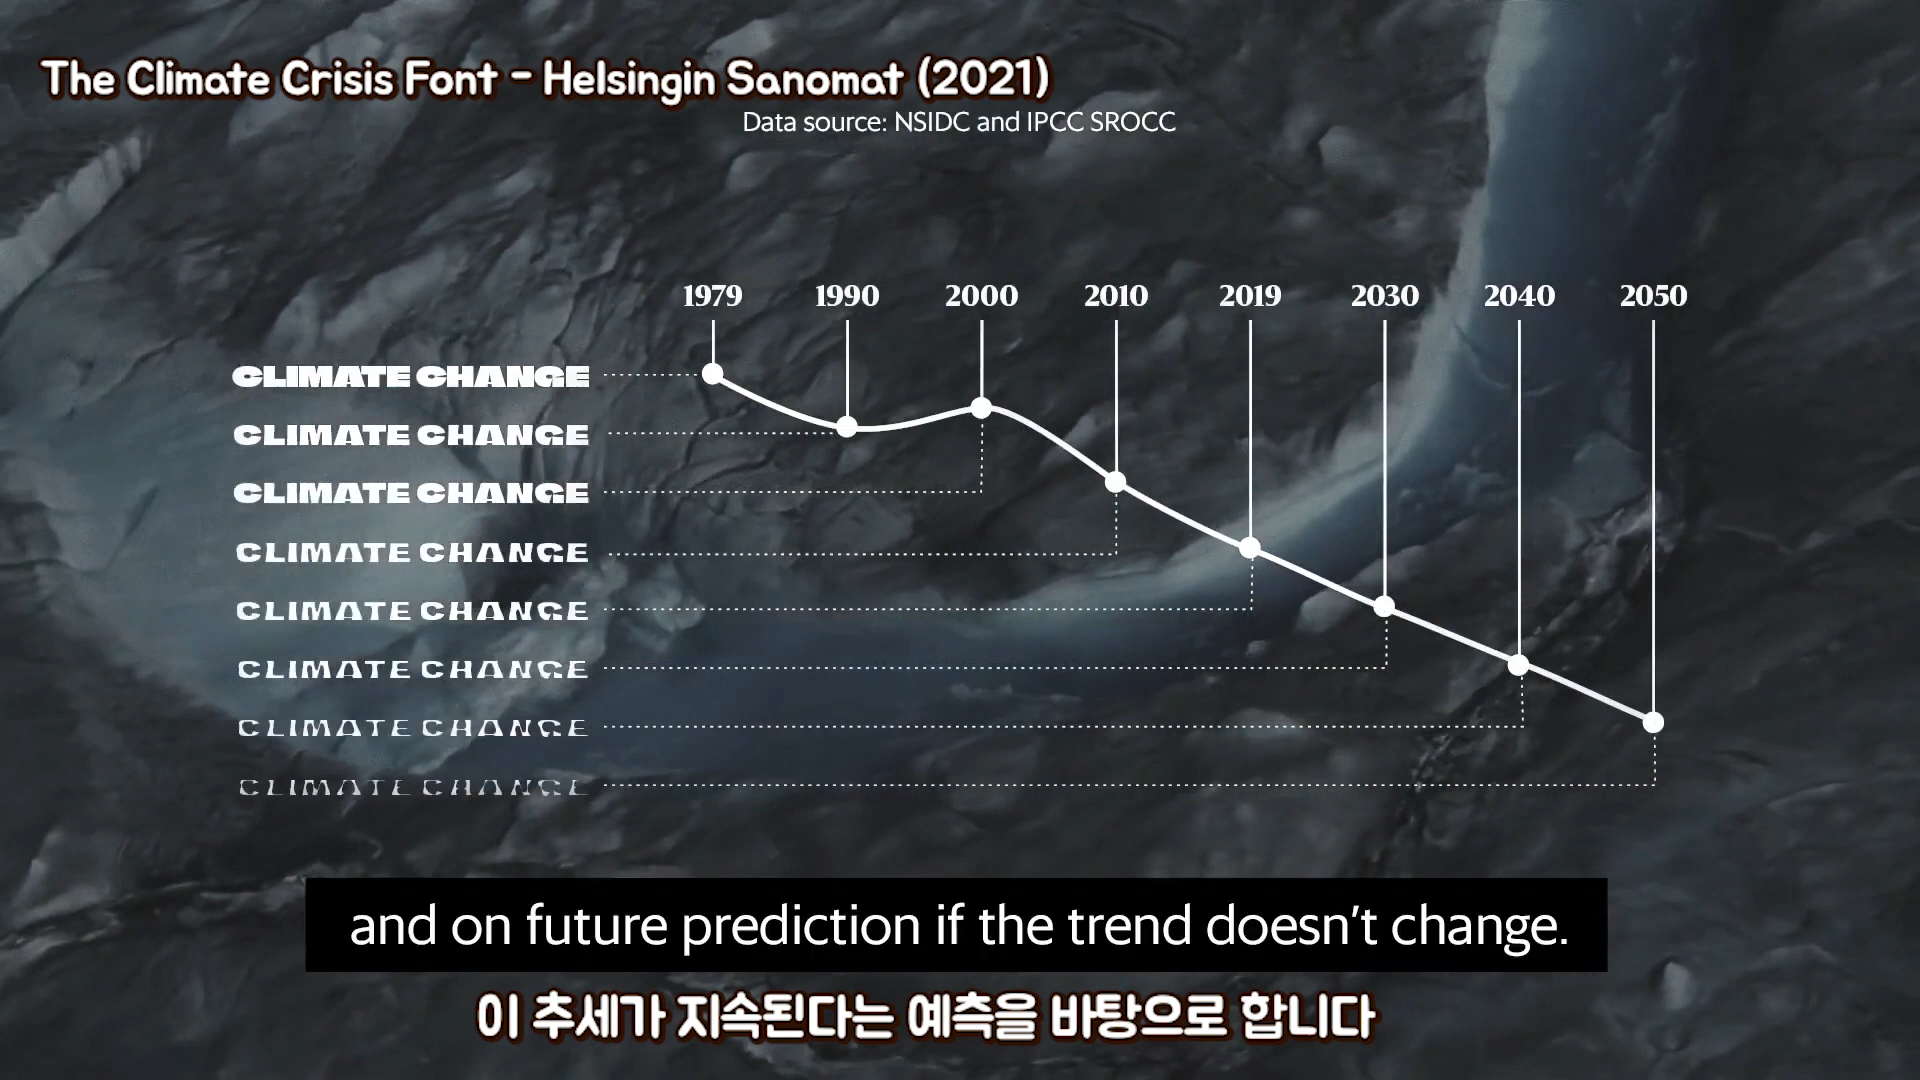 The Climate Crisis Font - Helsingin Sanomat (2021)
Data source: NSIDC and IPCC SROCC
1979 1990 2000 2010 2019 2030 2040 2050
CLIMATE CHANGE
CLIMATE CHANGE
CLIMATE CHANGE
CLIMATE CHANGE
CLIMATE CHANGE
CLIMATE CHANGE
CLIMATE CHANGE
CLIMATE CHANGE
and on future prediction if the trend doesn't change.
이 추세가 지속된다는 예측을 바탕으로 합니다